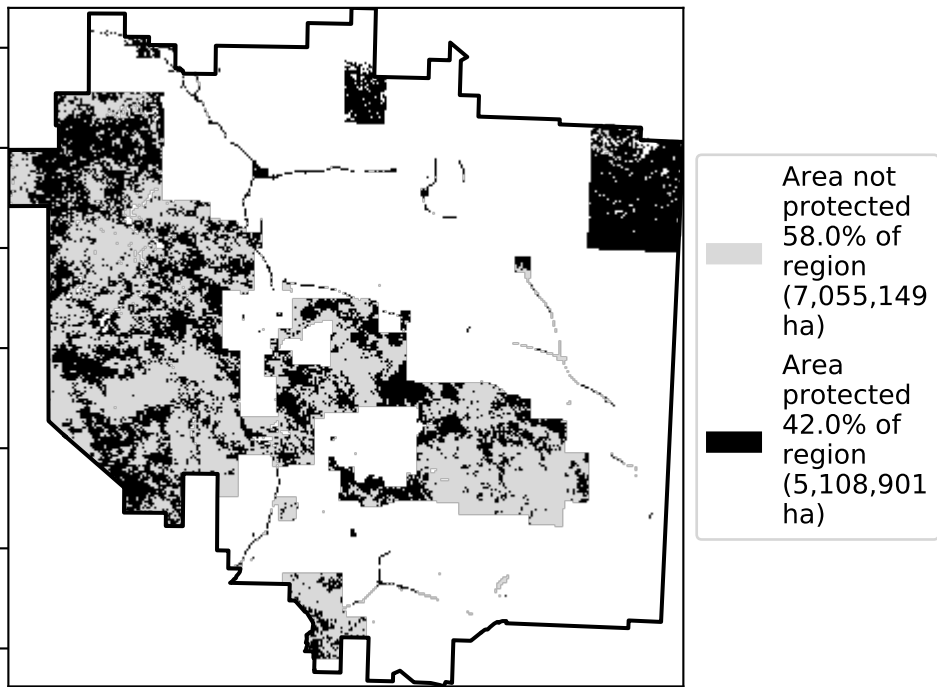 Area not
protected
58.0% of
region
(7,055,149
ha)
Area
protected
42.0% of
region
(5,108,901
ha)